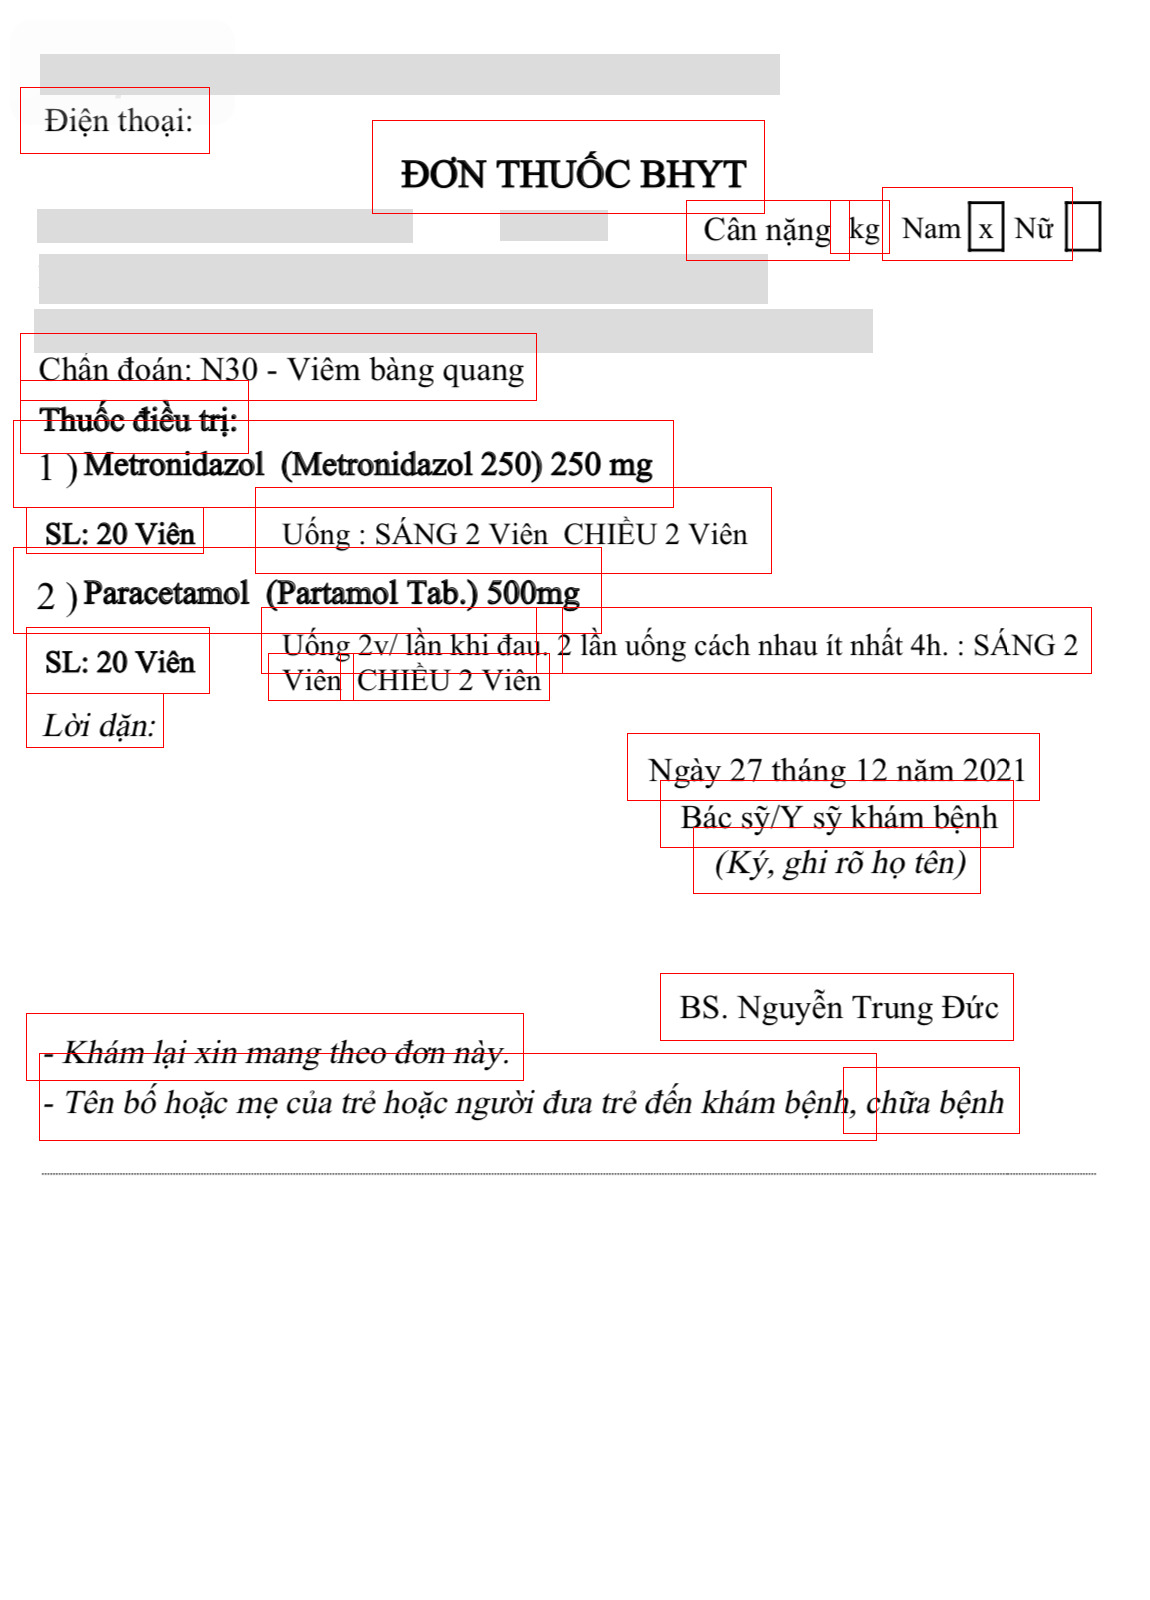 Điện thoại:
ĐƠN THUỐC BHYT
Cân nặng kg Nam x Nữ
Chẩn đoán: N30 - Viêm bàng quang
Thuốc điều trị:
1 ) Metronidazol (Metronidazol 250) 250 mg
SL: 20 Viên Uống : SÁNG 2 Viên CHIỀU 2 Viên
2 ) Paracetamol (Partamol Tab.) 500mg
SL: 20 Viên Uống 2v/ lần khi đau. 2 lần uống cách nhau ít nhất 4h. : SÁNG 2
Viên CHIỀU 2 Viên
Lời dặn:
Ngày 27 tháng 12 năm 2021
Bác sỹ/Y sỹ khám bệnh
(Ký, ghi rõ họ tên)
BS. Nguyễn Trung Đức
- Khám lại xin mang theo đơn này.
- Tên bố hoặc mẹ của trẻ hoặc người đưa trẻ đến khám bệnh, chữa bệnh